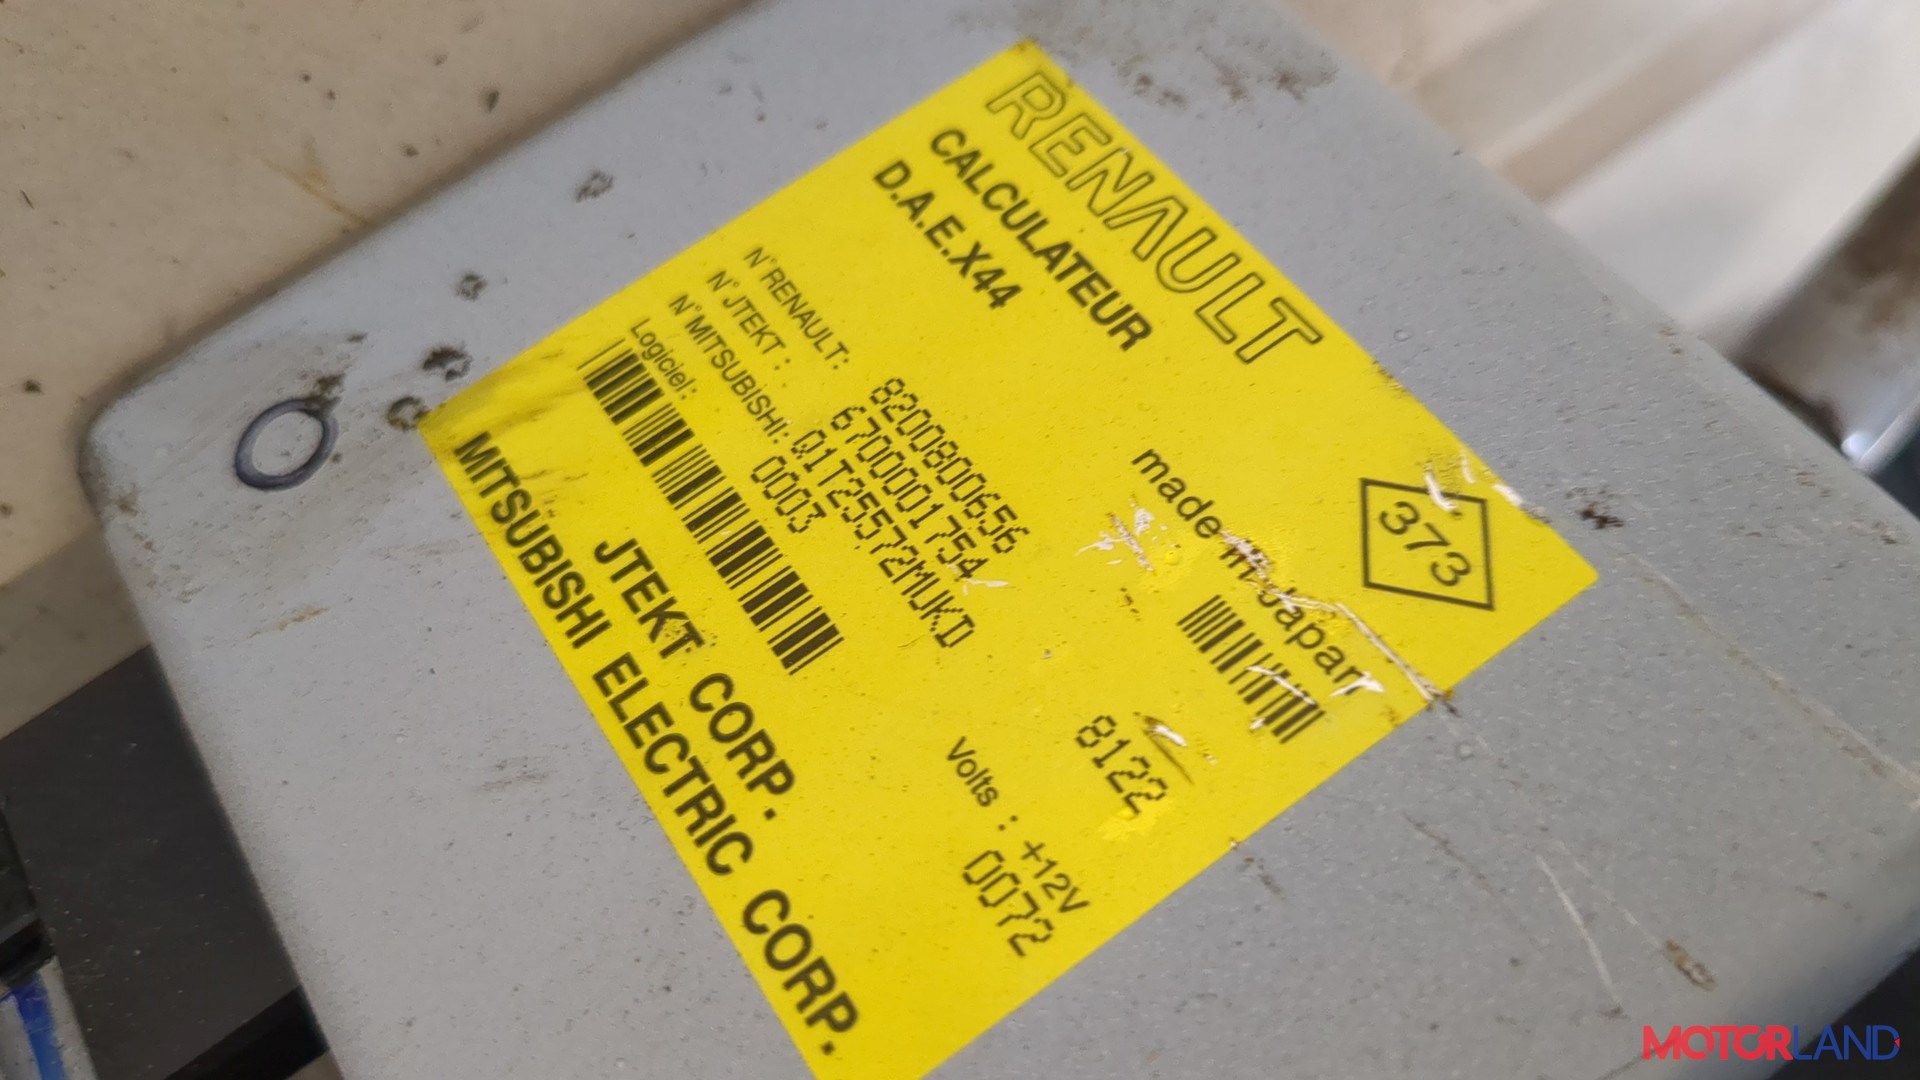 RENAULT
CALCULATEUR
D.A.E.X44
N°RENAULT: 8200800656
N°JTEKT : 6700001754
N°MITSUBISHI: Q1T25572MUKD
Logiciel: 0003
made in Japan
373
8122
Volts : +12V
0072
JTEKT CORP.
MITSUBISHI ELECTRIC CORP.
MOTORLAND